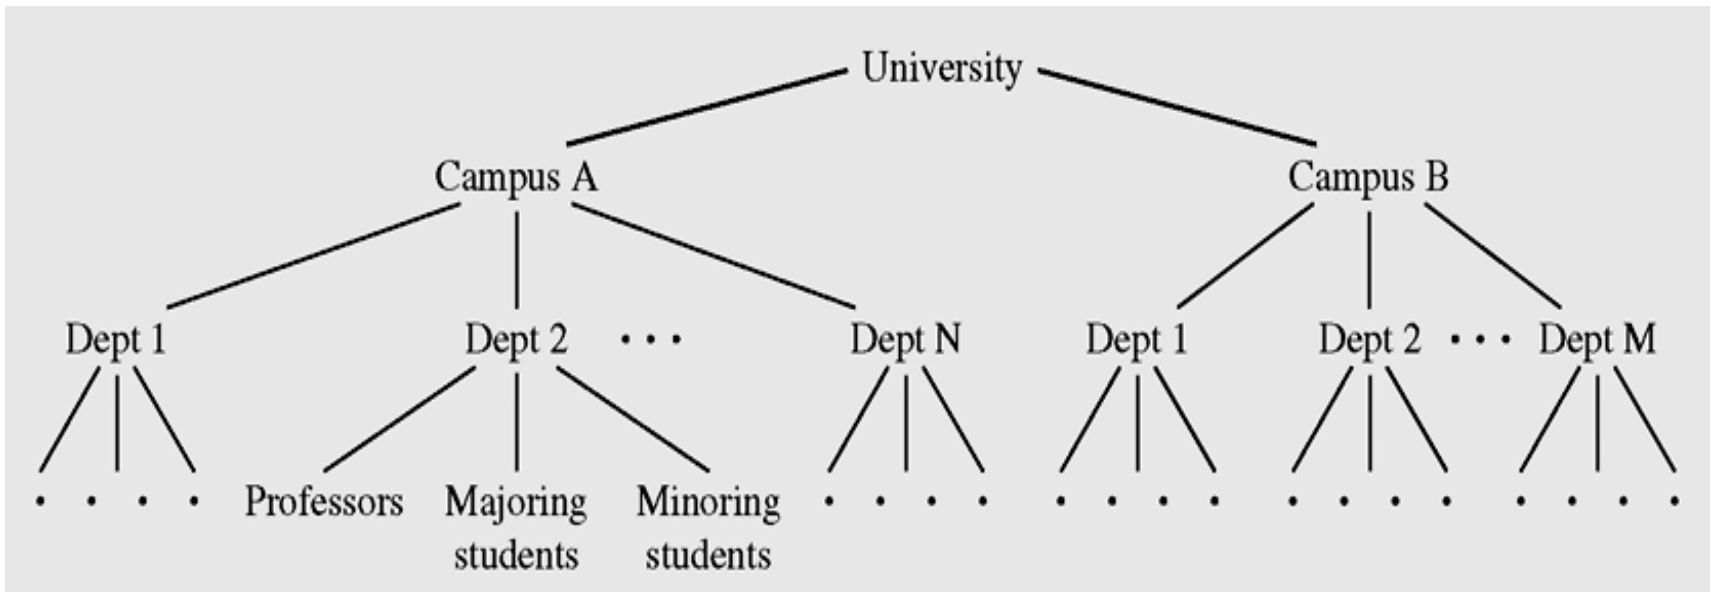 University
Campus A
Campus B
Dept 1
Dept 2
. . .
Dept N
Dept 1
Dept 2
. . .
Dept M
. . . .
Professors
Majoring
students
Minoring
students
. . . .
. . . .
. . . .
. . . .